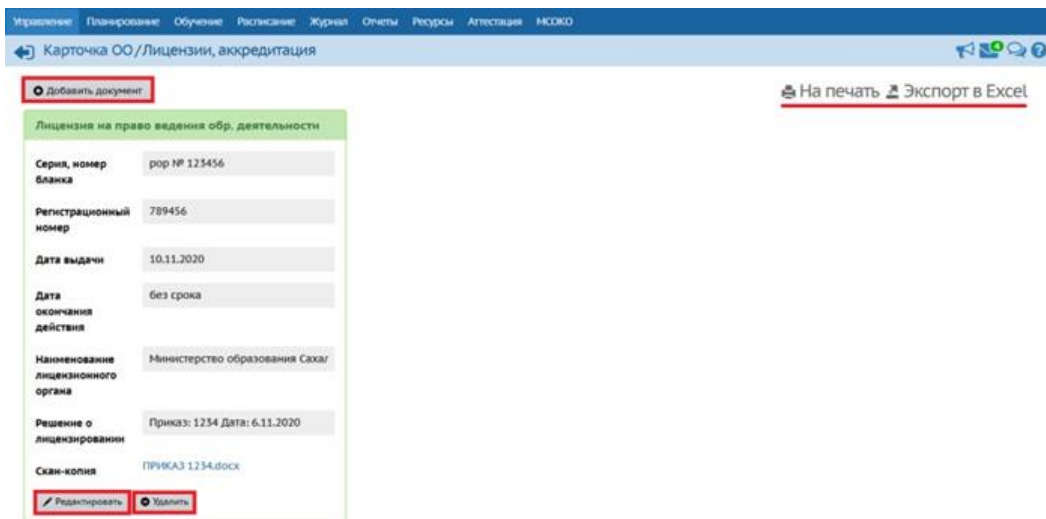 Управление Планирование Обучение Расписание Журнал Отчеты Ресурсы Аттестация МСОКО
Карточка ОО/Лицензии, аккредитация
4
Добавить документ
На печать Экспорт в Excel
Лицензия на право ведения обр. деятельности
Серия, номер
бланка
рор № 123456
Регистрационный
номер
789456
Дата выдачи
10.11.2020
Дата
окончания
действия
без срока
Наименование
лицензионного
органа
Министерство образования Сахал
Решение о
лицензировании
Приказ: 1234 Дата: 6.11.2020
Скан-копия
ПРИКАЗ 1234.docx
Редактировать Удалить